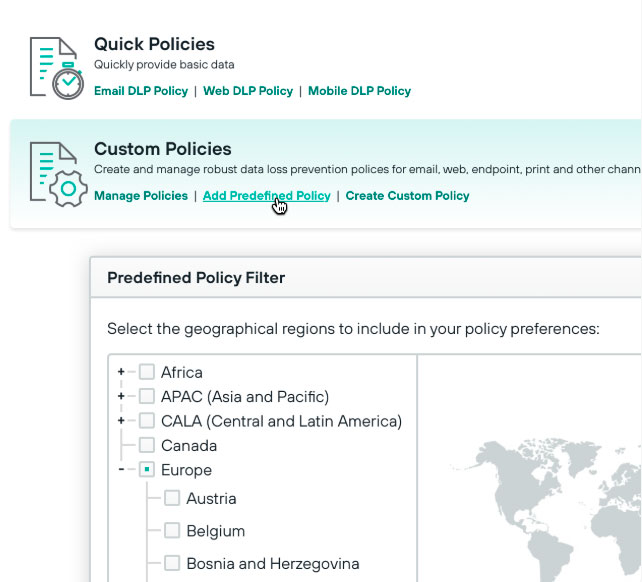 Quick Policies
Quickly provide basic data
Email DLP Policy | Web DLP Policy | Mobile DLP Policy
Custom Policies
Create and manage robust data loss prevention polices for email, web, endpoint, print and other chann
Manage Policies | Add Predefined Policy | Create Custom Policy
Predefined Policy Filter
Select the geographical regions to include in your policy preferences:
Africa
APAC (Asia and Pacific)
CALA (Central and Latin America)
Canada
Europe
Austria
Belgium
Bosnia and Herzegovina